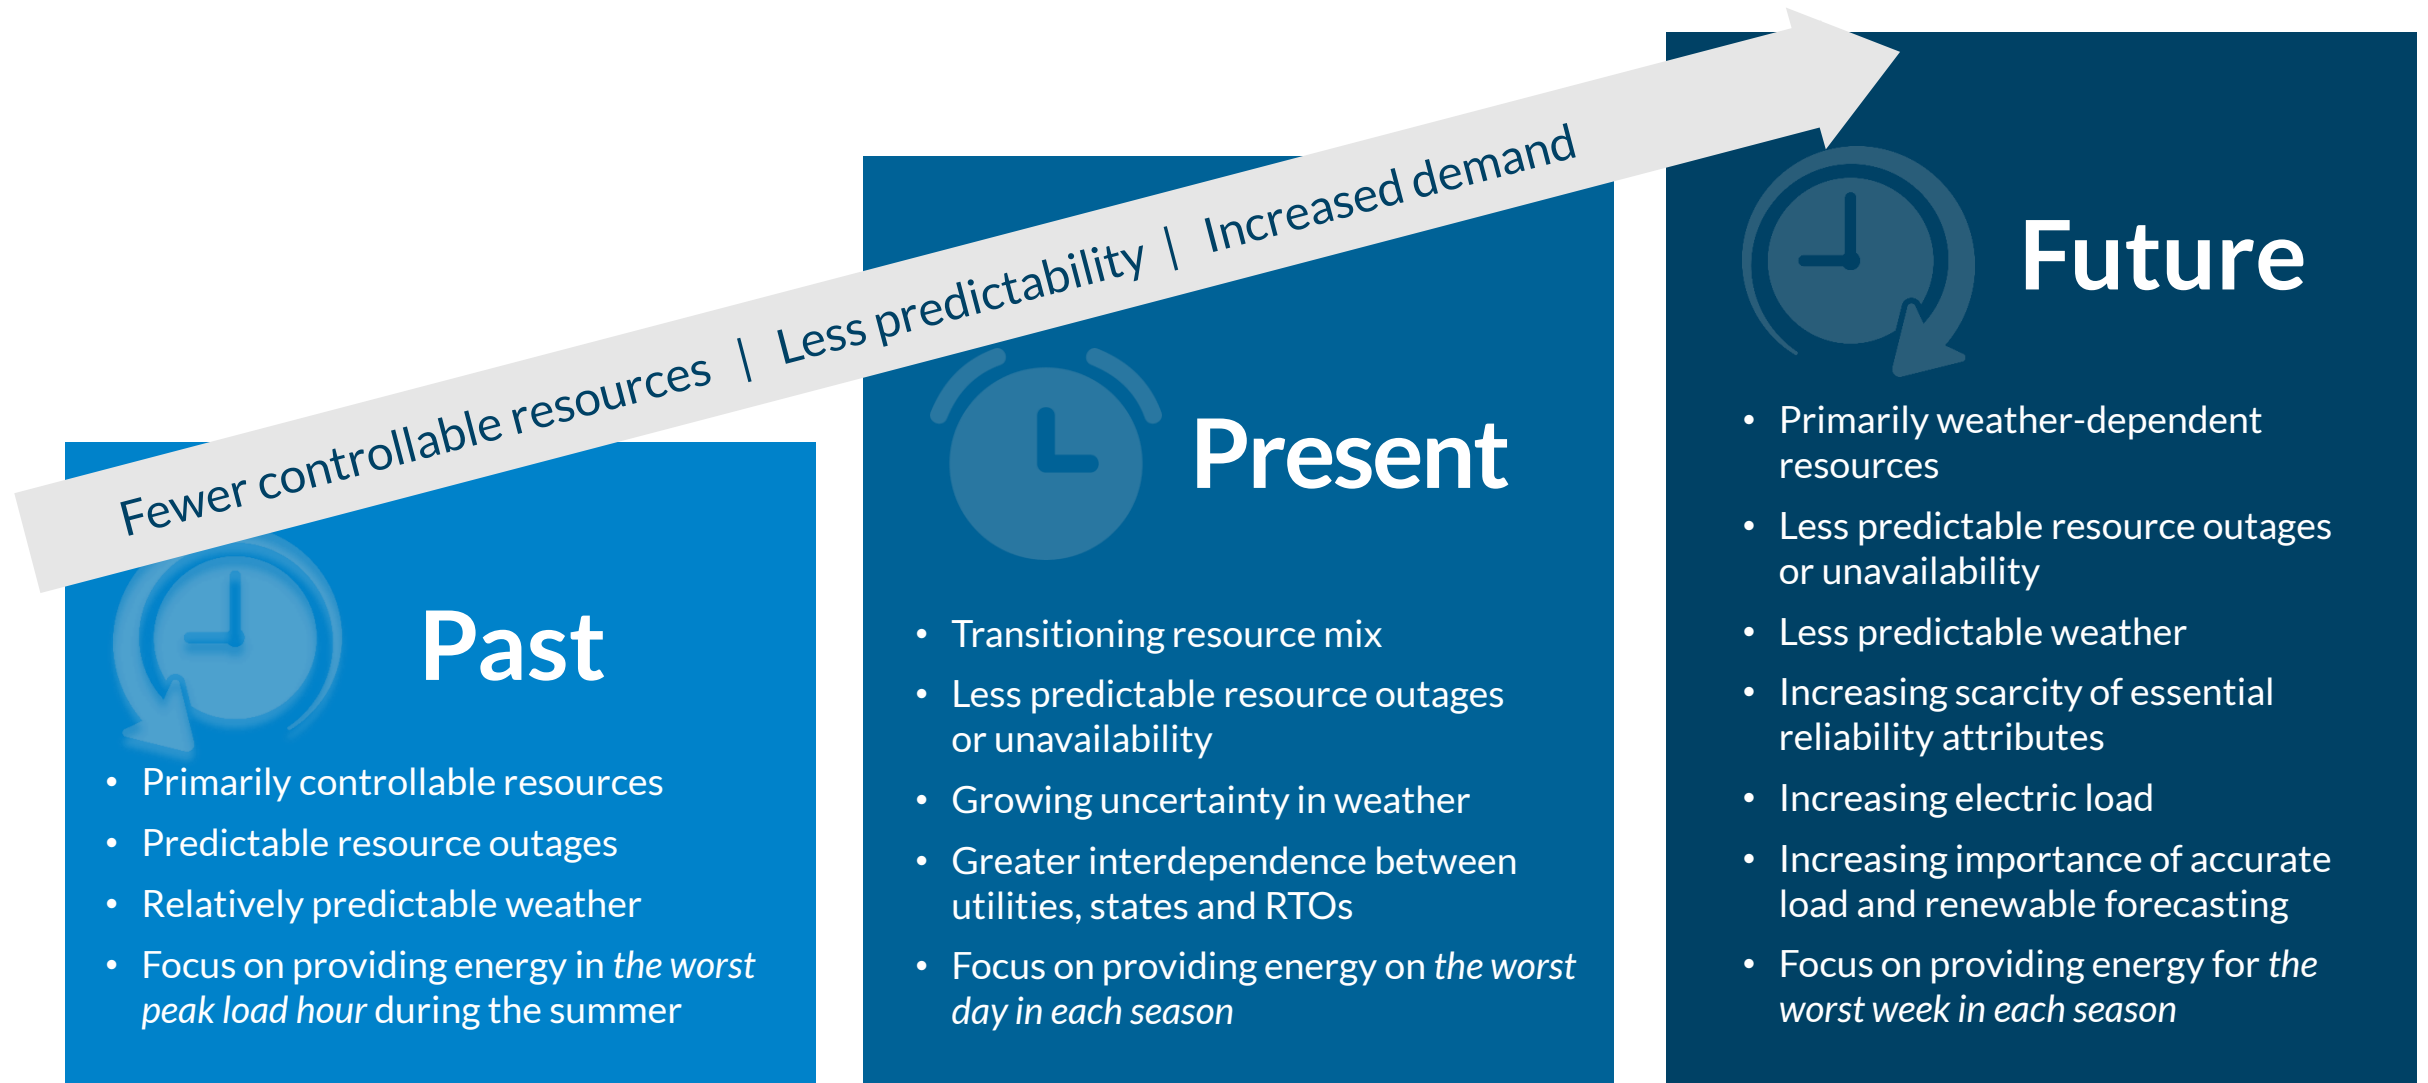 Fewer controllable resources | Less predictability | Increased demand
Past
• Primarily controllable resources
• Predictable resource outages
• Relatively predictable weather
• Focus on providing energy in the worst
peak load hour during the summer
Present
• Transitioning resource mix
• Less predictable resource outages
or unavailability
• Growing uncertainty in weather
• Greater interdependence between
utilities, states and RTOs
• Focus on providing energy on the worst
day in each season
Future
• Primarily weather-dependent
resources
• Less predictable resource outages
or unavailability
• Less predictable weather
• Increasing scarcity of essential
reliability attributes
• Increasing electric load
• Increasing importance of accurate
load and renewable forecasting
• Focus on providing energy for the
worst week in each season